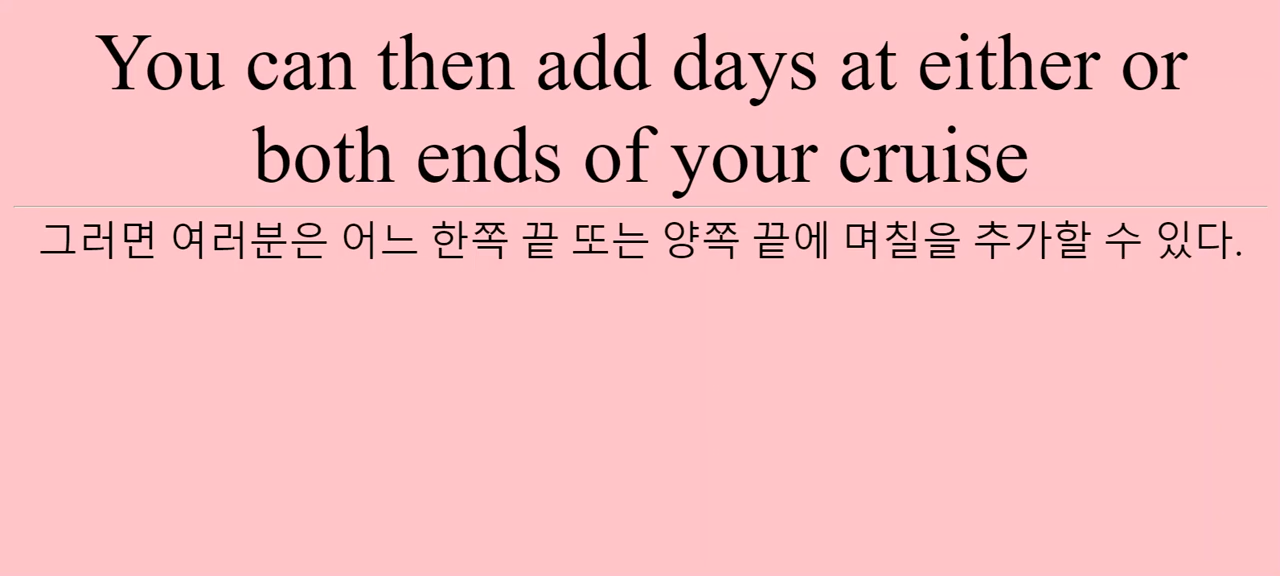 You can then add days at either or
both ends of your cruise
그러면 여러분은 어느 한쪽 끝 또는 양쪽 끝에 며칠을 추가할 수 있다.